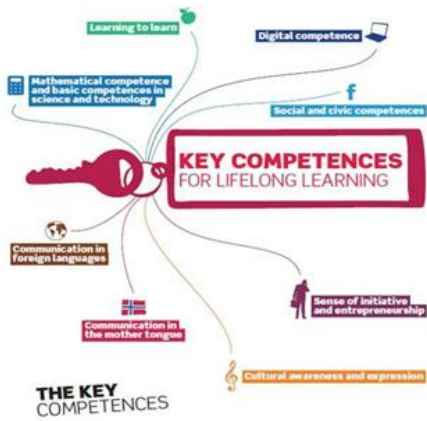 Learning to learn
Digital competence
Mathematical competence
and basic competences in
science and technology
f
Social and civic competences
KEY COMPETENCES
FOR LIFELONG LEARNING
Communication in
foreign languages
Sense of initiative
and entrepreneurship
Communication in
the mother tongue
Cultural awareness and expression
THE KEY
COMPETENCES